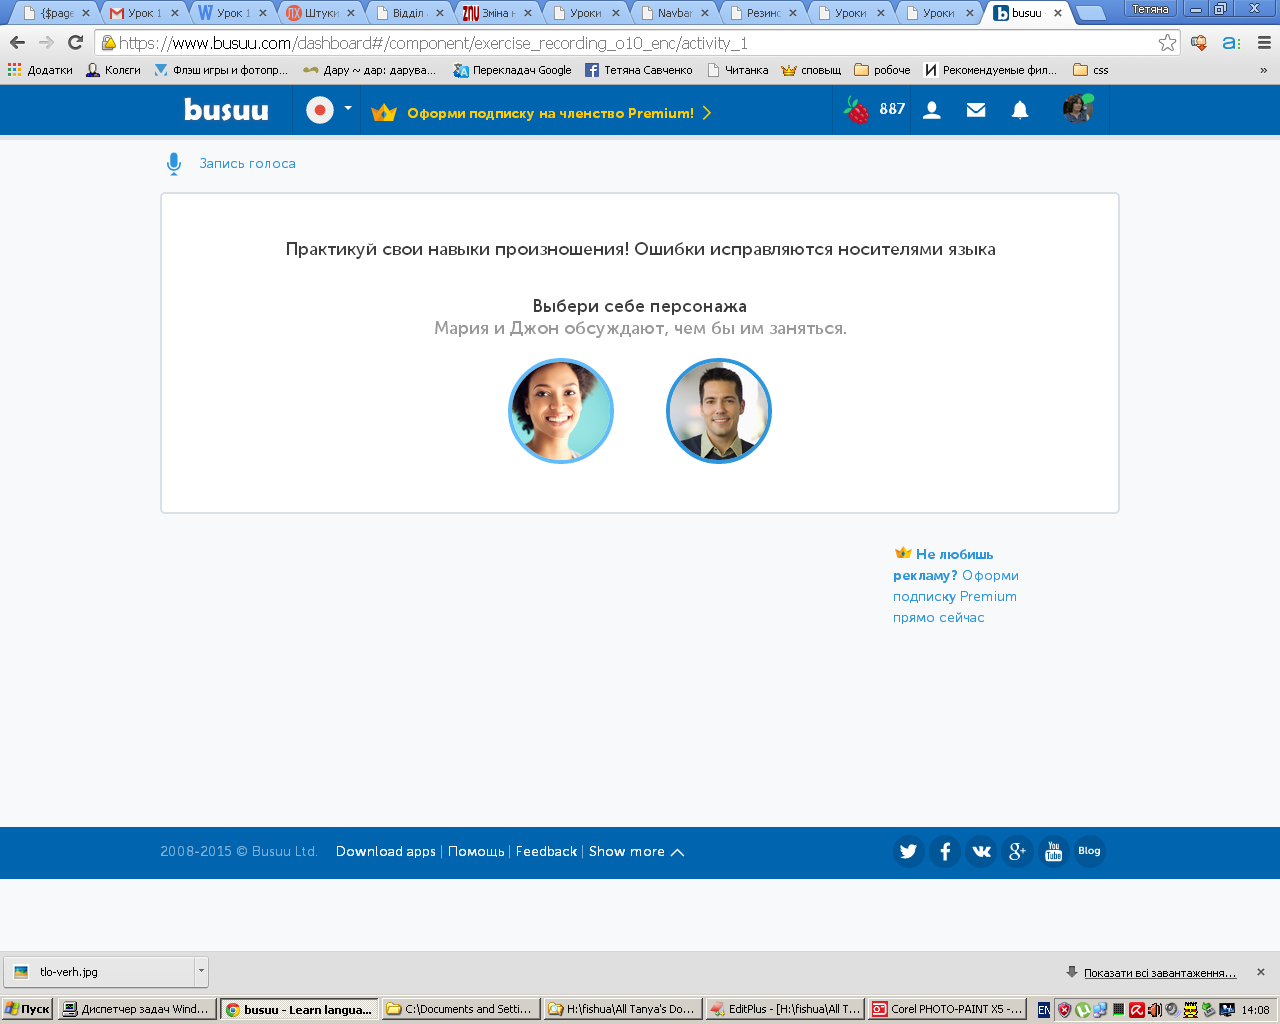 {$page
Урок 1
Урок 1
Штуки
Відділ
Зміна н
Уроки
Navbar
Резино
Уроки
Уроки
busuu
Тетяна
https://www.busuu.com/dashboard#/component/exercise_recording_o10_enc/activity_1
Додатки
Колеги
Флэш игры и фотопр...
Дару ~ дар: дарува...
Перекладач Google
Тетяна Савченко
Читанка
сповыщ
робоче
Рекомендуемые фил...
css
»
busuu
Оформи подписку на членство Premium!
887
Запись голоса
Практикуй свои навыки произношения! Ошибки исправляются носителями языка
Выбери себе персонажа
Мария и Джон обсуждают, чем бы им заняться.
Не любишь
рекламу? Оформи
подписку Premium
прямо сейчас
2008-2015 © Busuu Ltd.
Download apps | Помощь | Feedback | Show more
You Tube
Blog
tlo-verh.jpg
Показати всі завантаження...
Пуск
Диспетчер задач Wind...
busuu - Learn langua...
C:\Documents and Setti...
H:\fishua\All Tanya's Do...
EditPlus - [H:\fishua\All T...
Corel PHOTO-PAINT X5 -...
EN
14:08